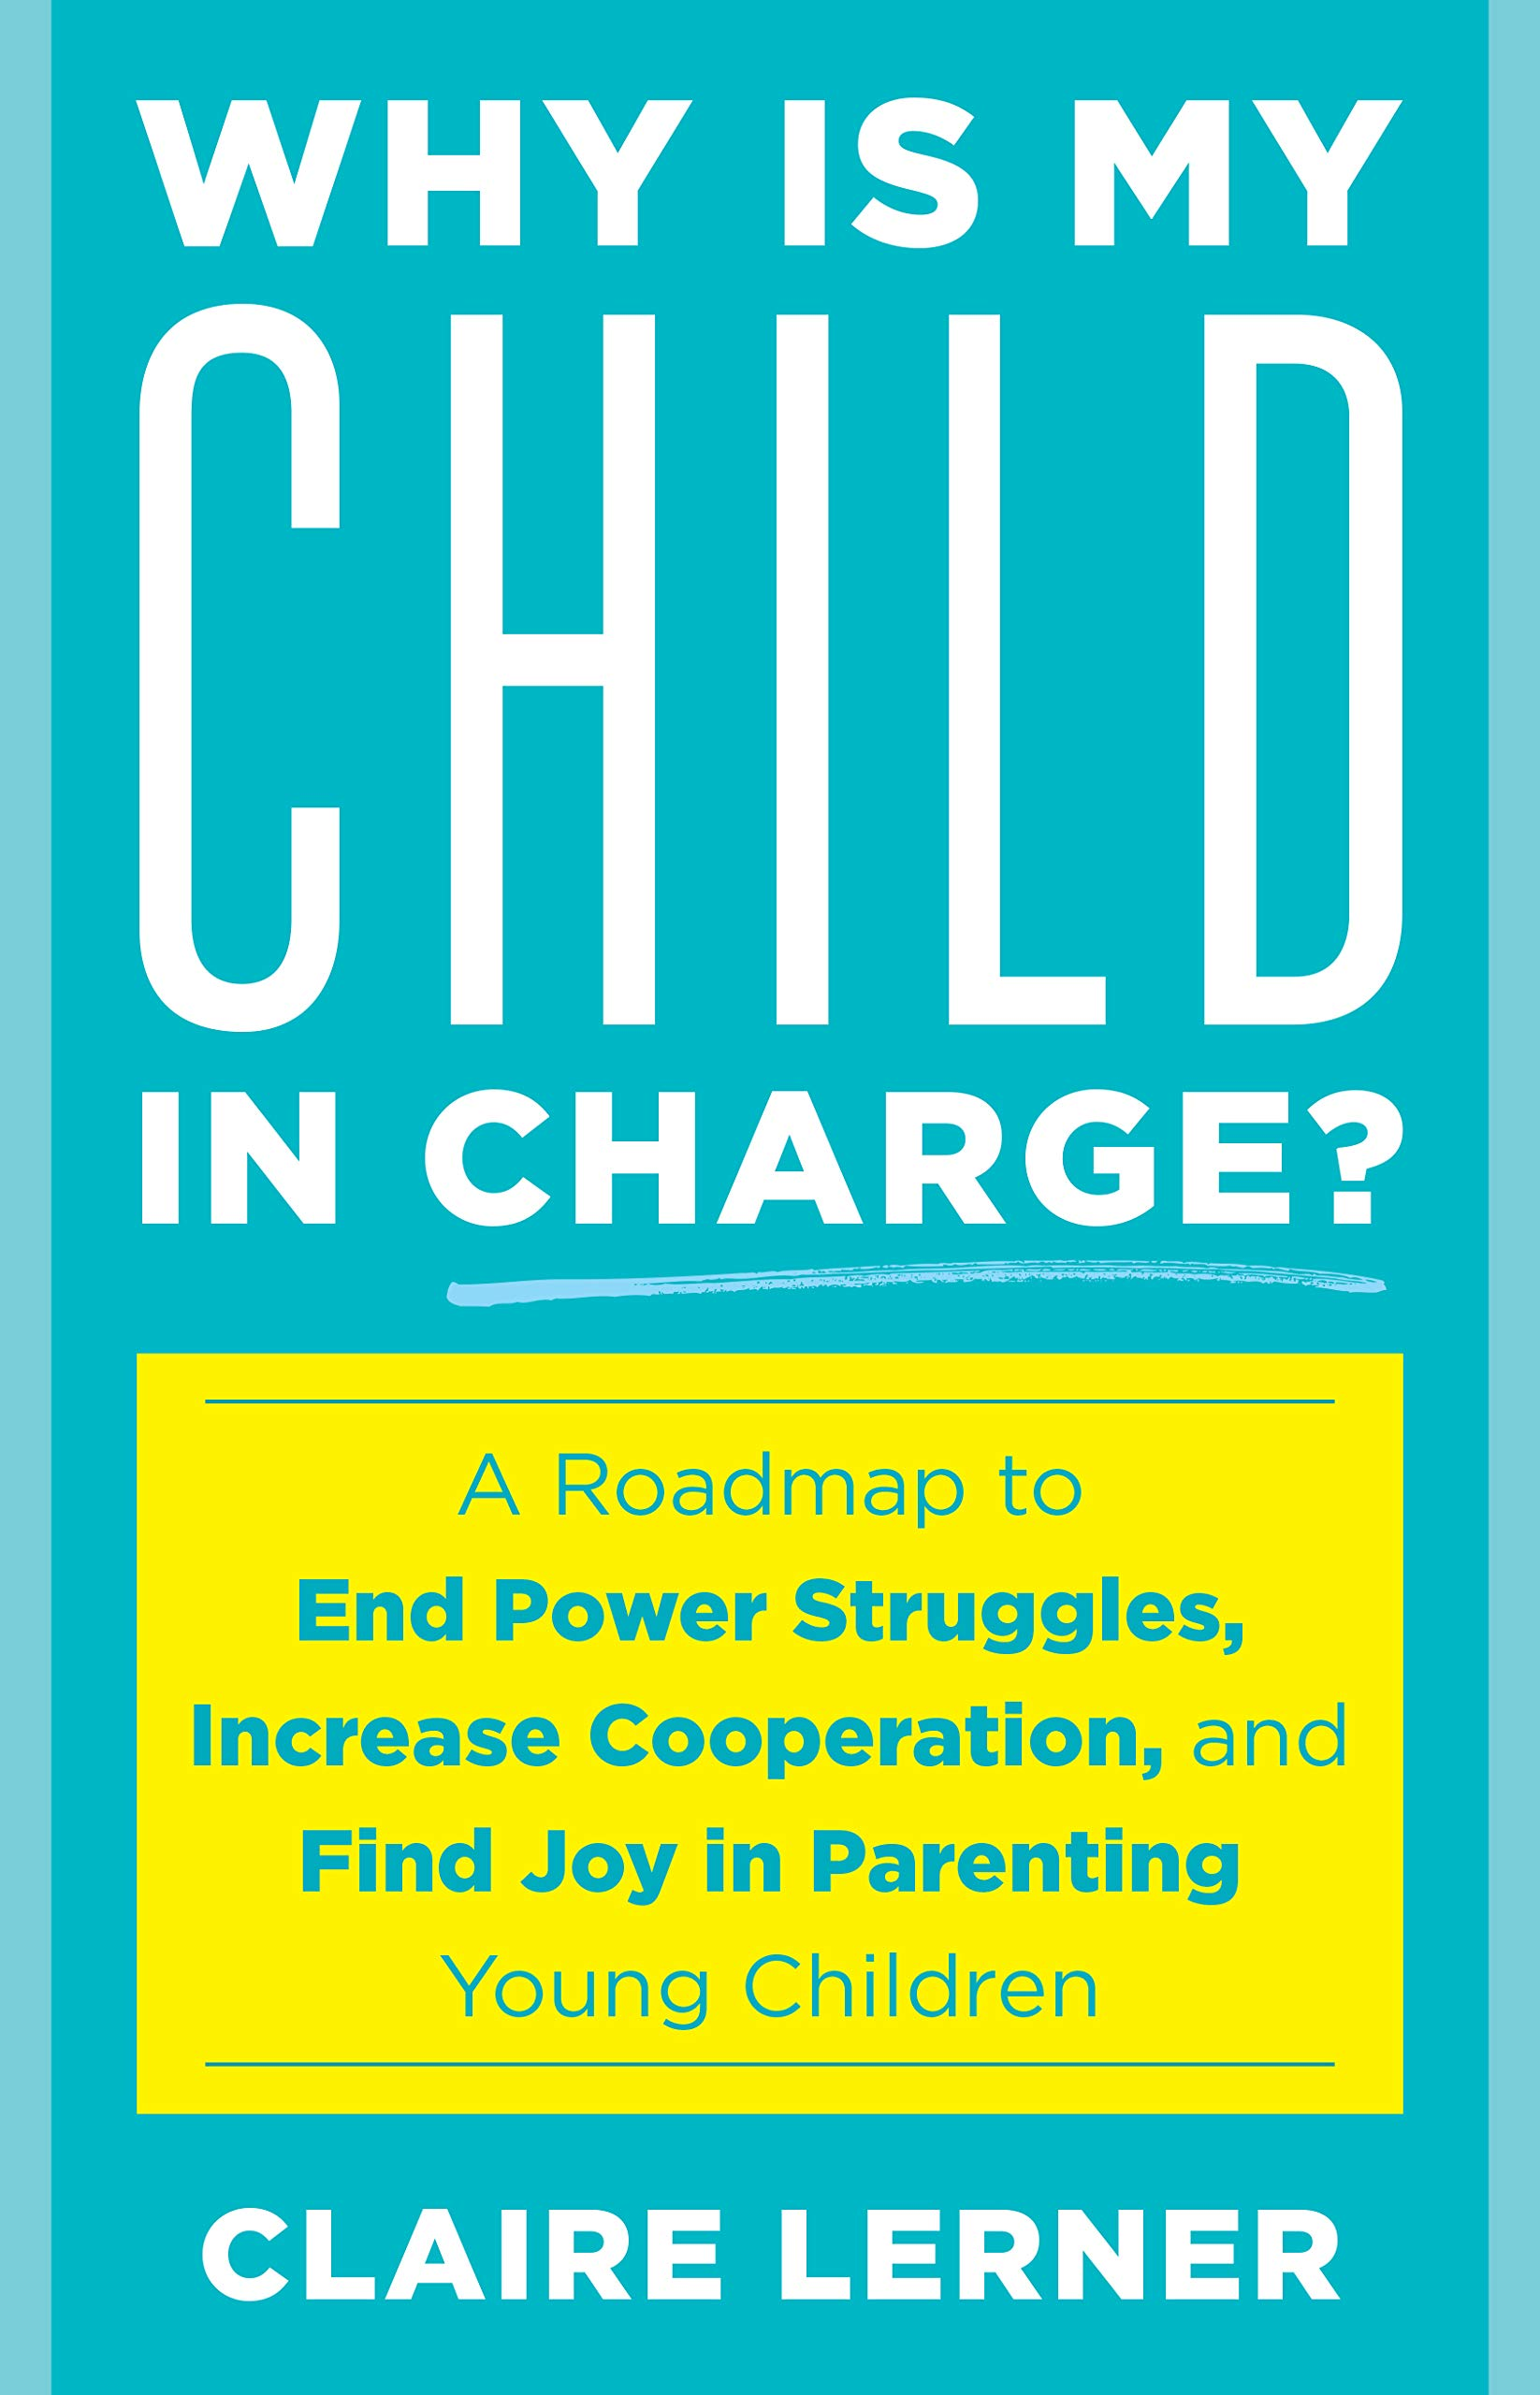 WHY IS MY
CHILD
IN CHARGE?
A Roadmap to
End Power Struggles,
Increase Cooperation, and
Find Joy in Parenting
Young Children
CLAIRE LERNER